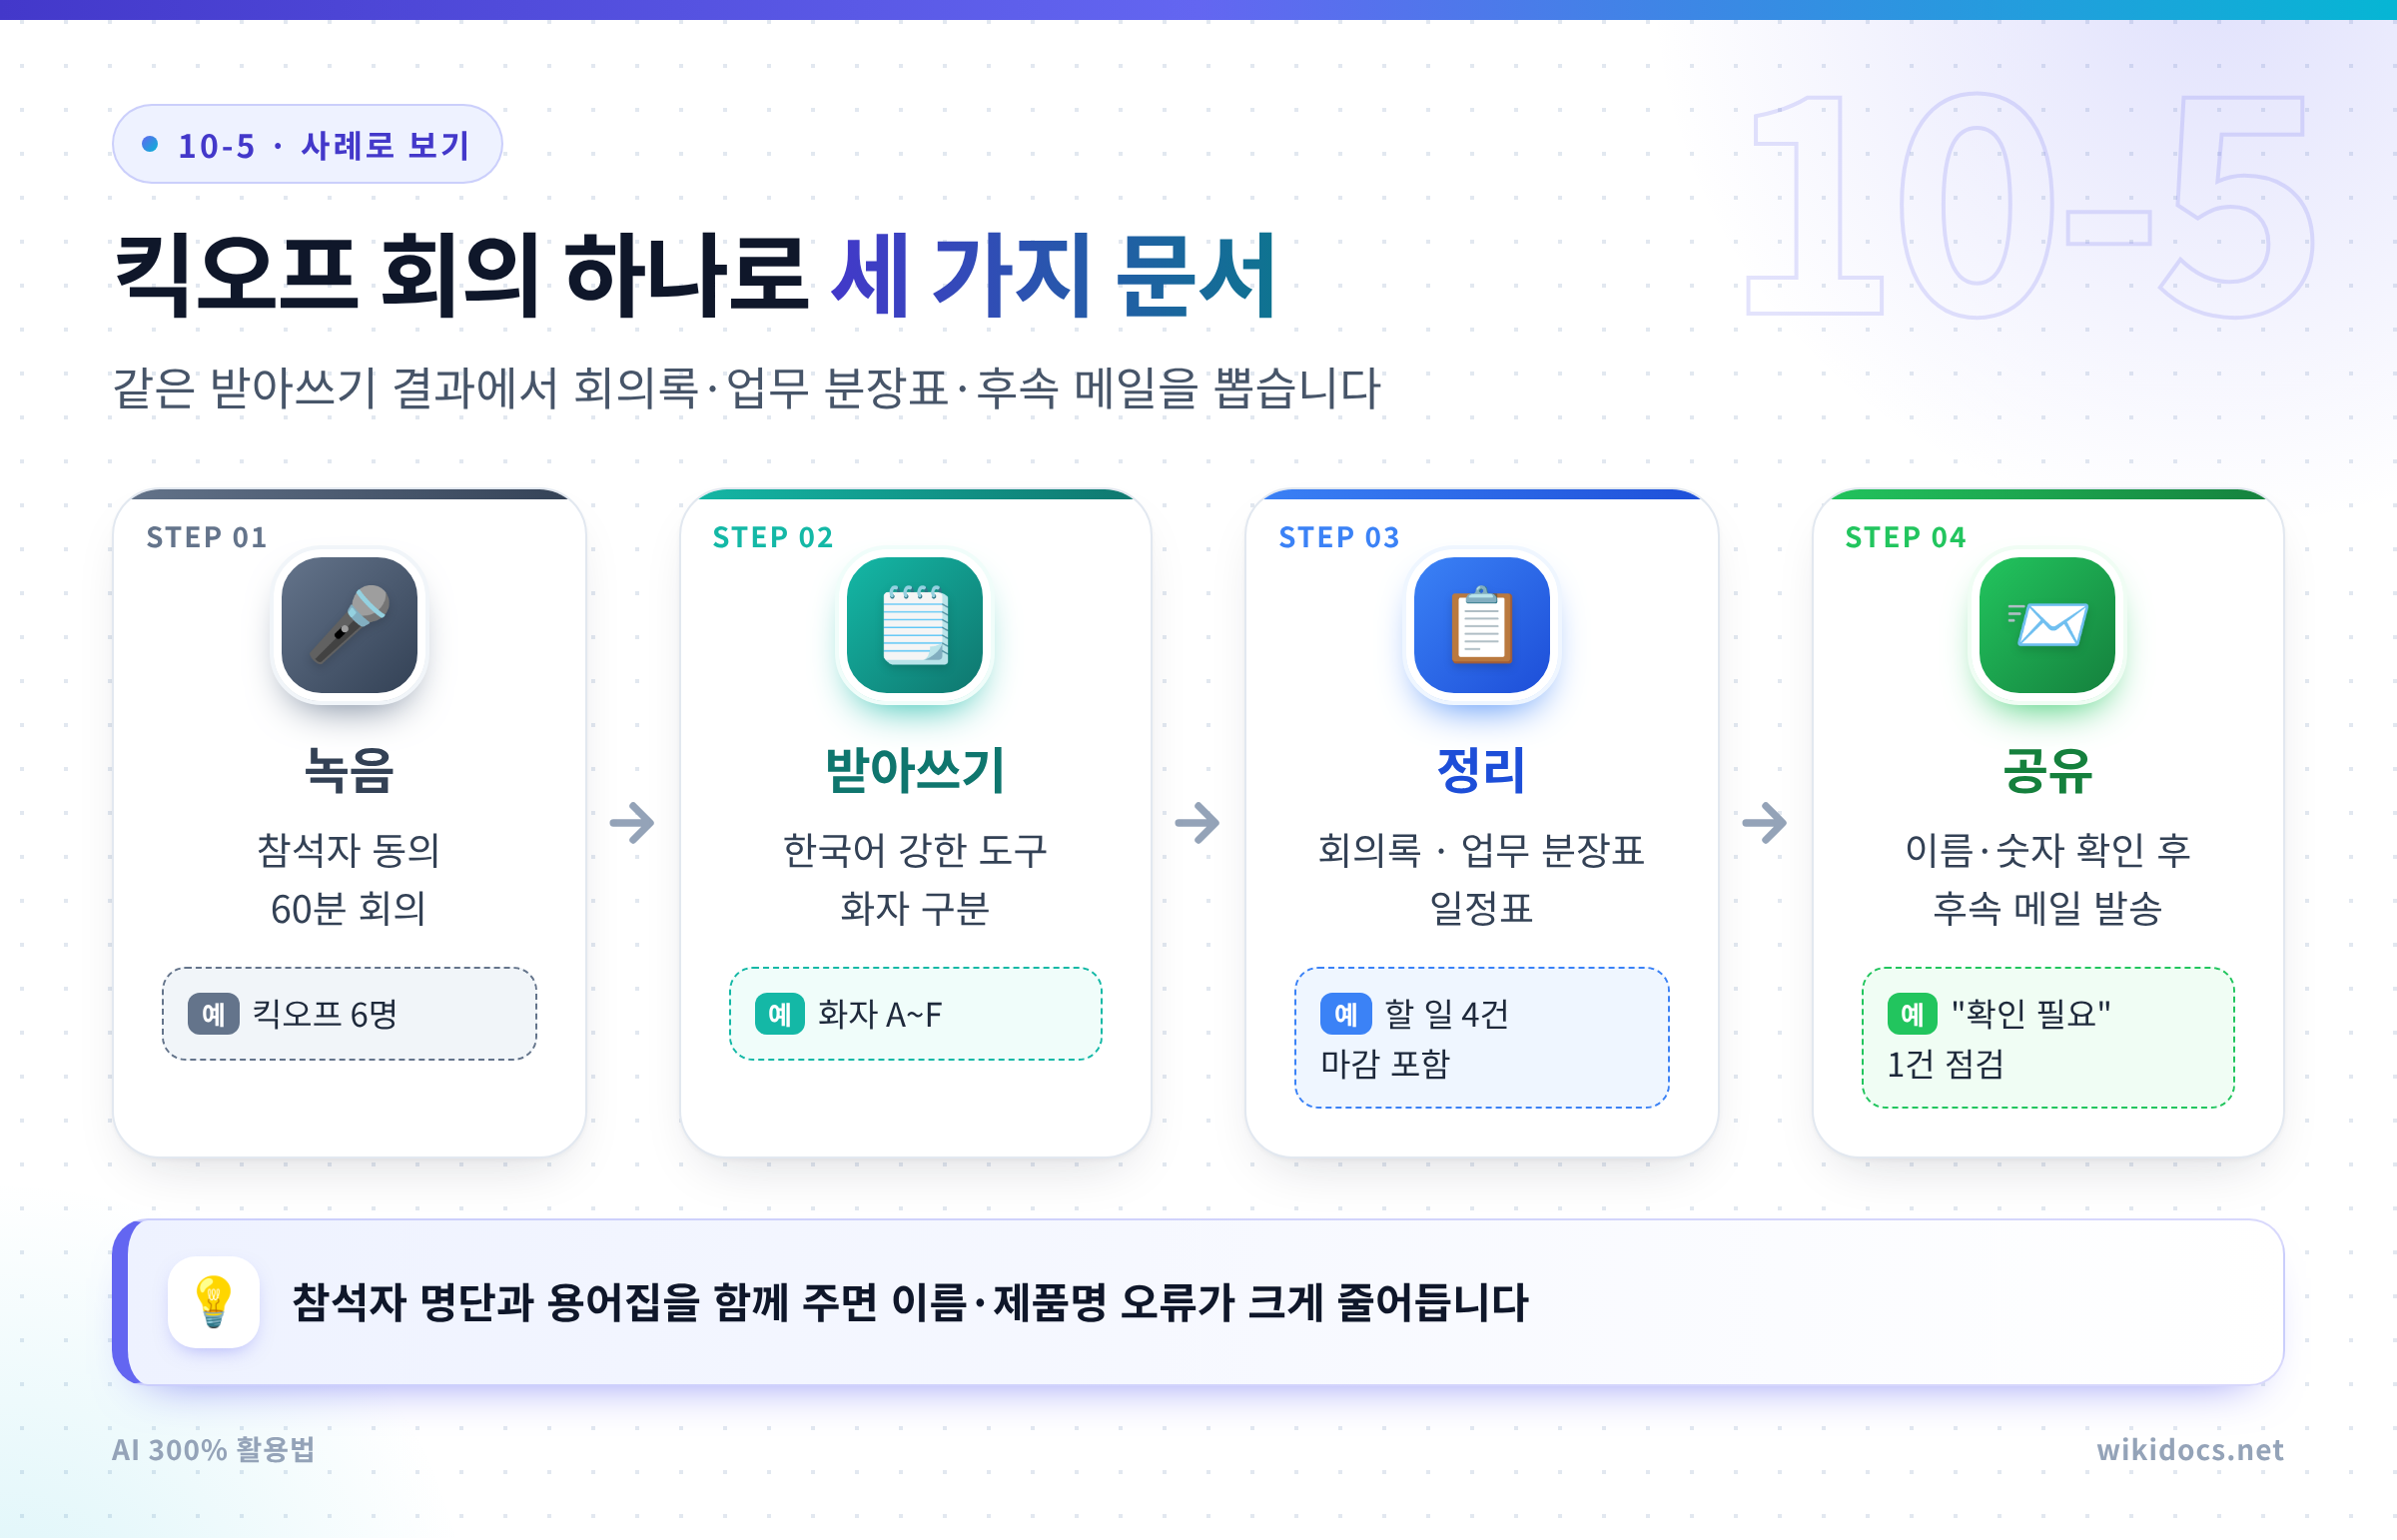 10-5 · 사례로 보기
10-5
킥오프 회의 하나로 세 가지 문서
같은 받아쓰기 결과에서 회의록·업무 분장표·후속 메일을 뽑습니다
STEP 01
녹음
참석자 동의
60분 회의
예 킥오프 6명
STEP 02
받아쓰기
한국어 강한 도구
화자 구분
예 화자 A~F
STEP 03
정리
회의록 · 업무 분장표
일정표
예 할 일 4건
마감 포함
STEP 04
공유
이름·숫자 확인 후
후속 메일 발송
예 "확인 필요"
1건 점검
참석자 명단과 용어집을 함께 주면 이름·제품명 오류가 크게 줄어듭니다
AI 300% 활용법
wikidocs.net